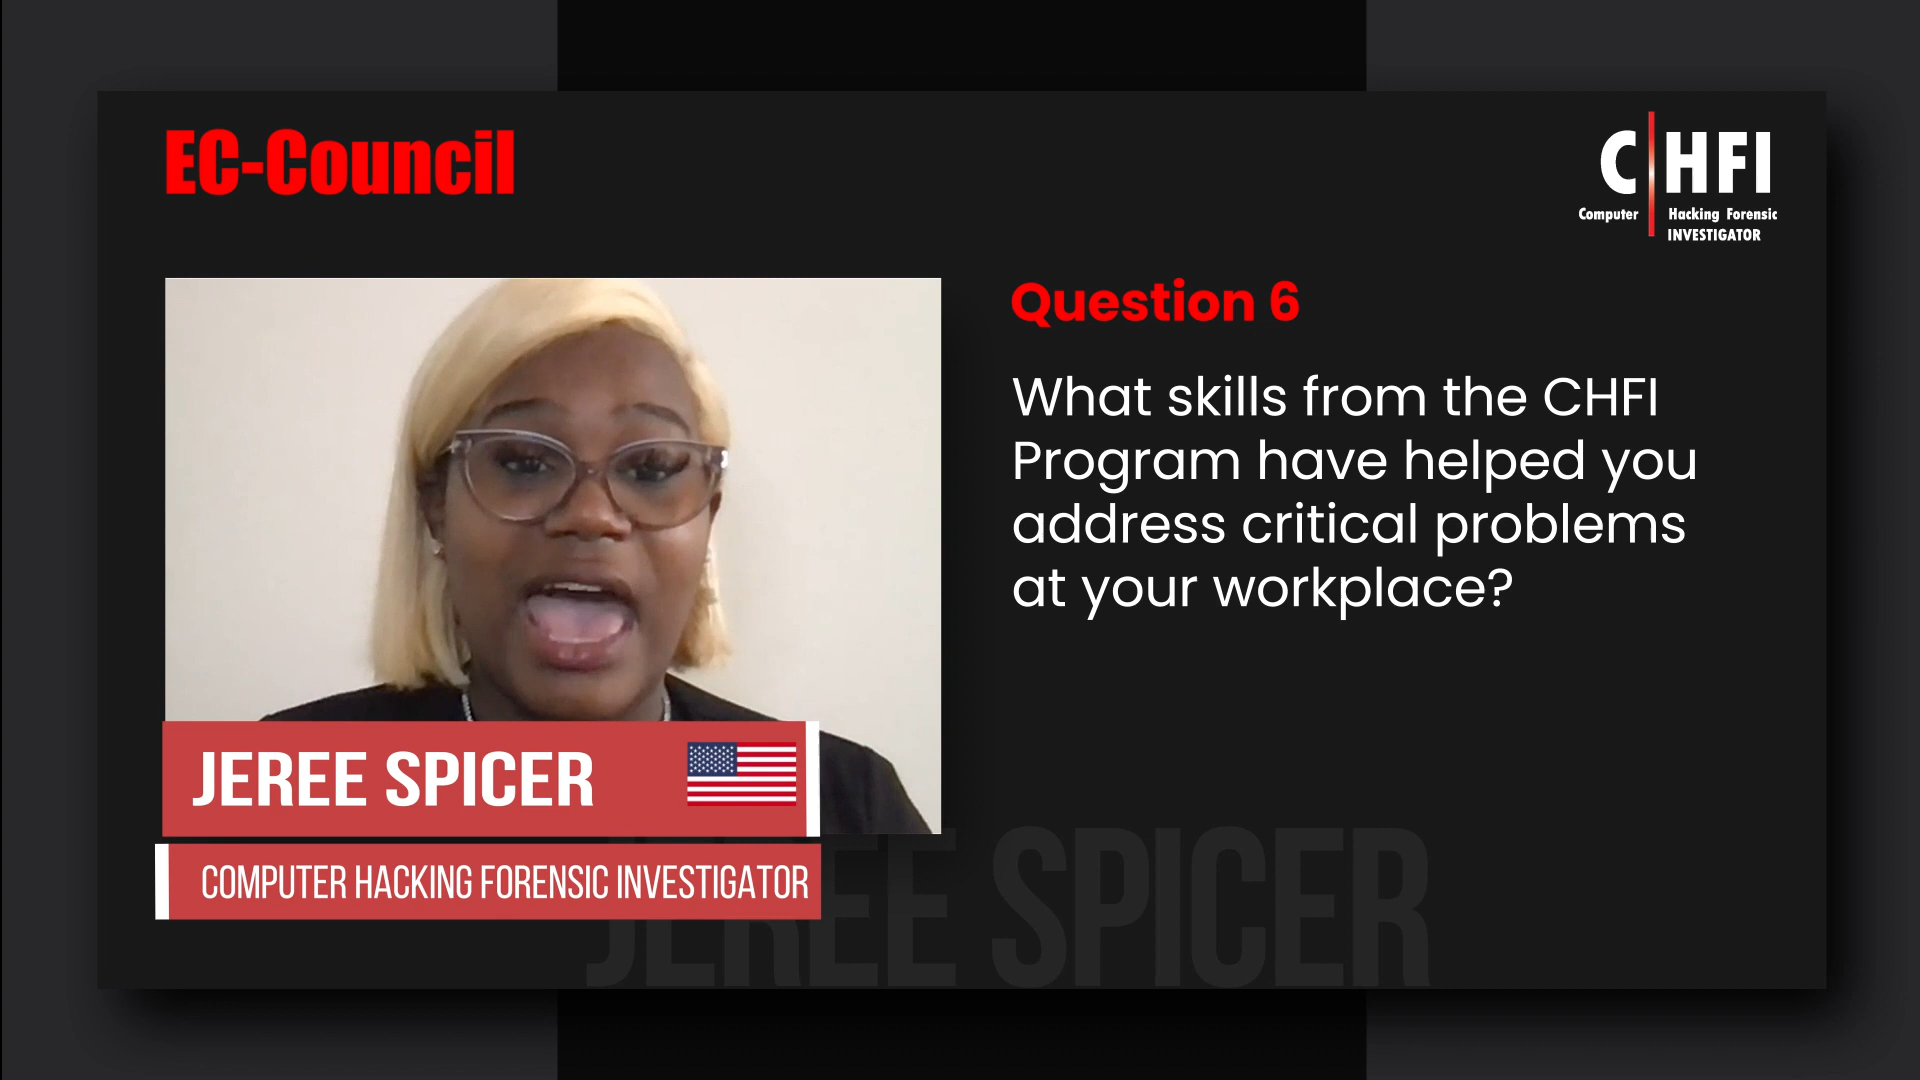 EC-Council
C HFI
Computer Hacking Forensic
INVESTIGATOR
Question 6
What skills from the CHFI
Program have helped you
address critical problems
at your workplace?
JEREE SPICER
COMPUTER HACKING FORENSIC INVESTIGATOR
JEREE SPICER